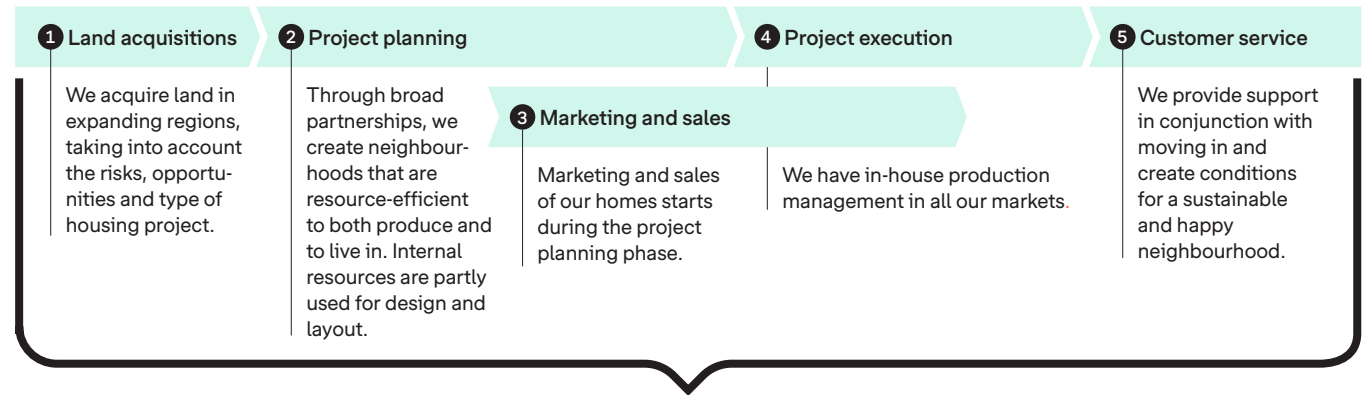 1 Land acquisitions
We acquire land in
expanding regions,
taking into account
the risks, opportu-
nities and type of
housing project.
2 Project planning
Through broad
partnerships, we
create neighbour-
hoods that are
resource-efficient
to both produce and
to live in. Internal
resources are partly
used for design and
layout.
3 Marketing and sales
Marketing and sales
of our homes starts
during the project
planning phase.
4 Project execution
We have in-house production
management in all our markets.
5 Customer service
We provide support
in conjunction with
moving in and
create conditions
for a sustainable
and happy
neighbourhood.